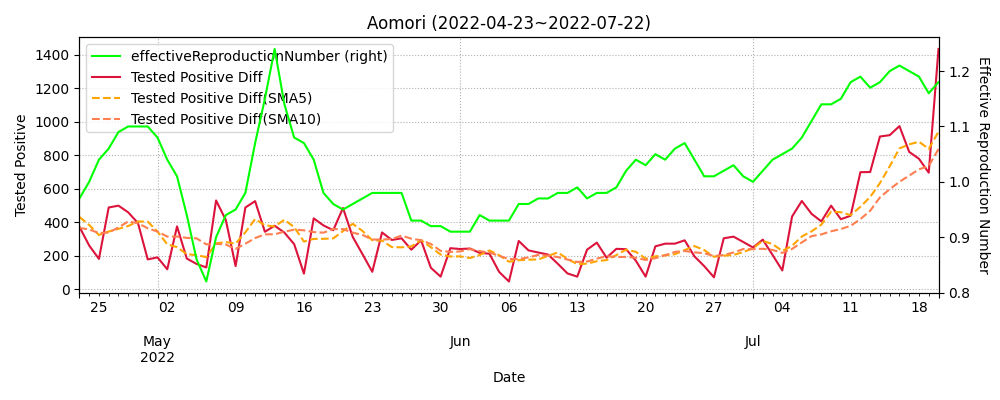 Aomori (2022-04-23~2022-07-22)
effectiveReproductionNumber (right)
Tested Positive Diff
Tested Positive Diff(SMA5)
Tested Positive Diff(SMA10)
Tested Positive
1400
1200
1000
800
600
400
200
0
Effective Reproduction Number
1.2
1.1
1.0
0.9
0.8
25 02 09 16 23 30 06 13 20 27 04 11 18
May Jun Jul
2022
Date